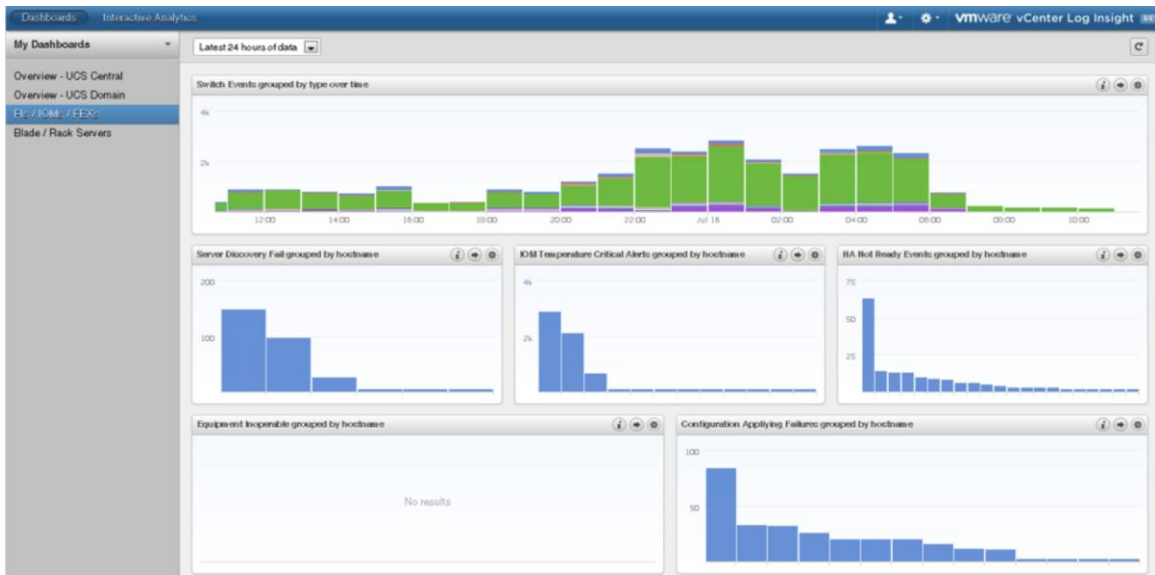 Dashboards Interactive Analytics vmware vCenter Log Insight
My Dashboards
Latest 24 hours of data
Overview - UCS Central
Overview - UCS Domain
FIs / IOMs / FEXs
Blade / Rack Servers
Switch Events grouped by type over time
4k
2k
12:00 14:00 16:00 18:00 20:00 22:00 Jul 16 02:00 04:00 06:00 08:00 10:00
Server Discovery Fail grouped by hostname
200
100
IOM Temperature Critical Alerts grouped by hostname
4k
2k
HA Not Ready Events grouped by hostname
75
50
25
Equipment Inoperable grouped by hostname
No results
Configuration Applying Failures grouped by hostname
100
50